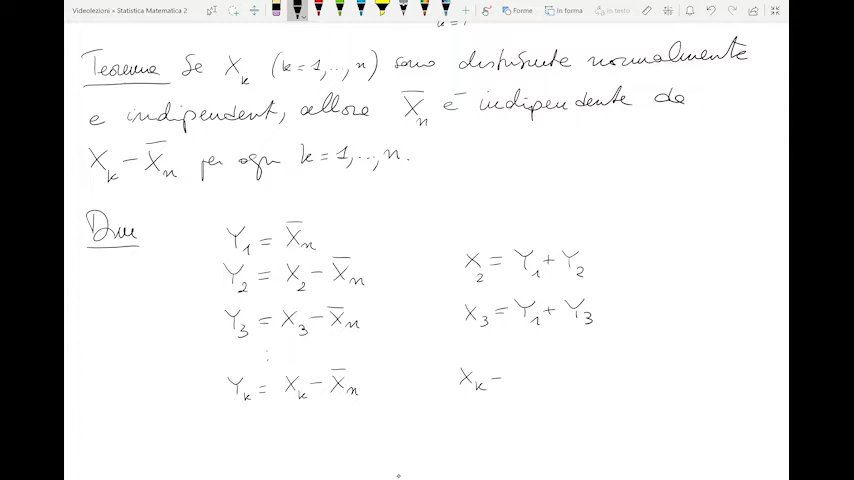 Videolezioni > Statistica Matematica 2
Forme
In forma
In testo
Teorema Se X_k (k=1,...,n) sono distribuite normalmente
e indipendenti, allora X̅_n è indipendente da
X_k − X̅_n per ogni k=1,...,n.
Dim
Y_1 = X̅_n
Y_2 = X_2 − X̅_n
X_2 = Y_1 + Y_2
Y_3 = X_3 − X̅_n
X_3 = Y_1 + Y_3
⋮
Y_k = X_k − X̅_n
X_k −